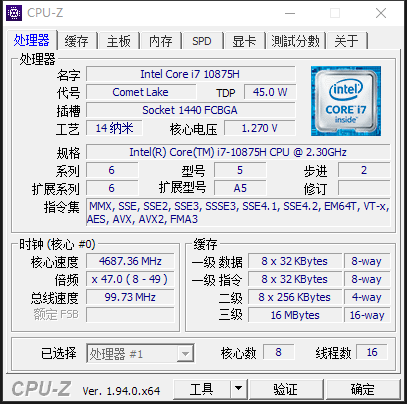 CPU-Z
处理器 缓存 主板 内存 SPD 显卡 測試分數 关于
处理器
名字 Intel Core i7 10875H
代号 Comet Lake TDP 45.0 W
插槽 Socket 1440 FCBGA
工艺 14 纳米 核心电压 1.270 V
intel
CORE i7
inside™
规格 Intel(R) Core(TM) i7-10875H CPU @ 2.30GHz
系列 6 型号 5 步进 2
扩展系列 6 扩展型号 A5 修订
指令集 MMX, SSE, SSE2, SSE3, SSSE3, SSE4.1, SSE4.2, EM64T, VT-x,
AES, AVX, AVX2, FMA3
时钟 (核心 #0) 缓存
核心速度 4687.36 MHz 一级 数据 8 x 32 KBytes 8-way
倍频 x 47.0 ( 8 - 49 ) 一级 指令 8 x 32 KBytes 8-way
总线速度 99.73 MHz 二级 8 x 256 KBytes 4-way
额定 FSB 三级 16 MBytes 16-way
已选择 处理器 #1 核心数 8 线程数 16
CPU-Z Ver. 1.94.0.x64 工具 验证 确定